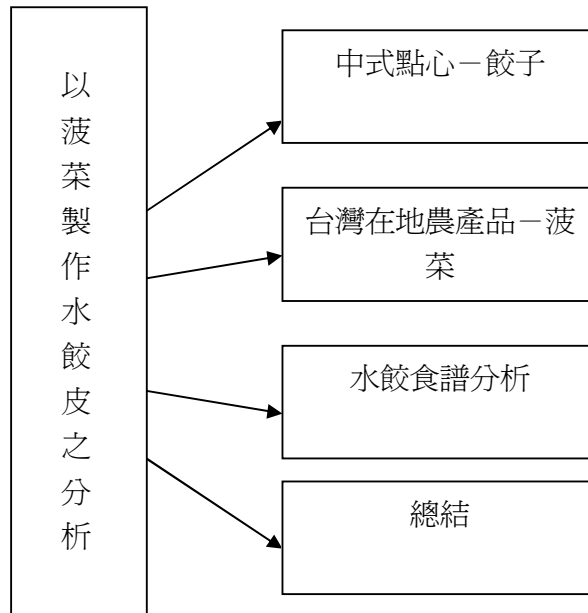 以菠菜製作水餃皮之分析
中式點心－餃子
台灣在地農產品－菠
菜
水餃食譜分析
總結